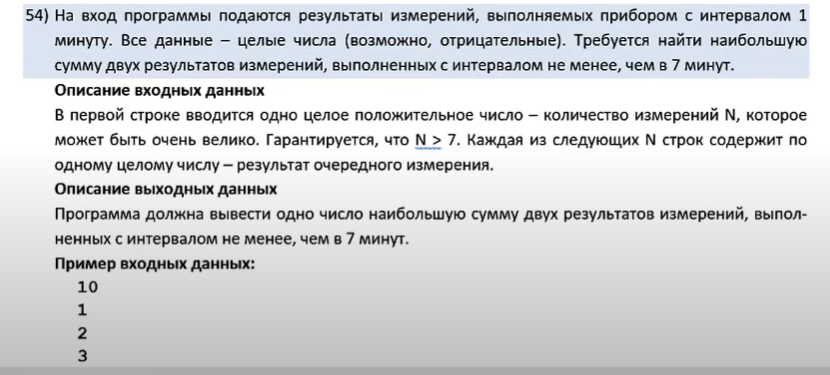 54) На вход программы подаются результаты измерений, выполняемых прибором с интервалом 1
минуту. Все данные – целые числа (возможно, отрицательные). Требуется найти наибольшую
сумму двух результатов измерений, выполненных с интервалом не менее, чем в 7 минут.
Описание входных данных
В первой строке вводится одно целое положительное число – количество измерений N, которое
может быть очень велико. Гарантируется, что N > 7. Каждая из следующих N строк содержит по
одному целому числу – результат очередного измерения.
Описание выходных данных
Программа должна вывести одно число наибольшую сумму двух результатов измерений, выпол-
ненных с интервалом не менее, чем в 7 минут.
Пример входных данных:
10
1
2
3